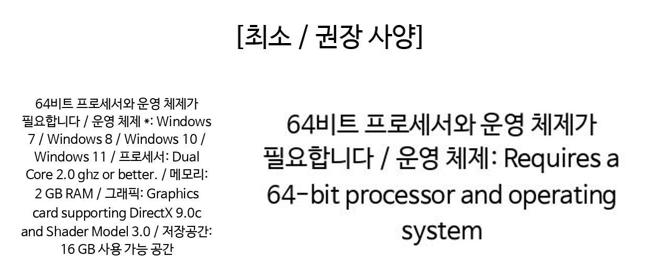 [최소 / 권장 사양]
64비트 프로세서와 운영 체제가
필요합니다 / 운영 체제 *: Windows
7 / Windows 8 / Windows 10 /
Windows 11 / 프로세서: Dual
Core 2.0 ghz or better. / 메모리:
2 GB RAM / 그래픽: Graphics
card supporting DirectX 9.0c
and Shader Model 3.0 / 저장공간:
16 GB 사용 가능 공간
64비트 프로세서와 운영 체제가
필요합니다 / 운영 체제: Requires a
64-bit processor and operating
system